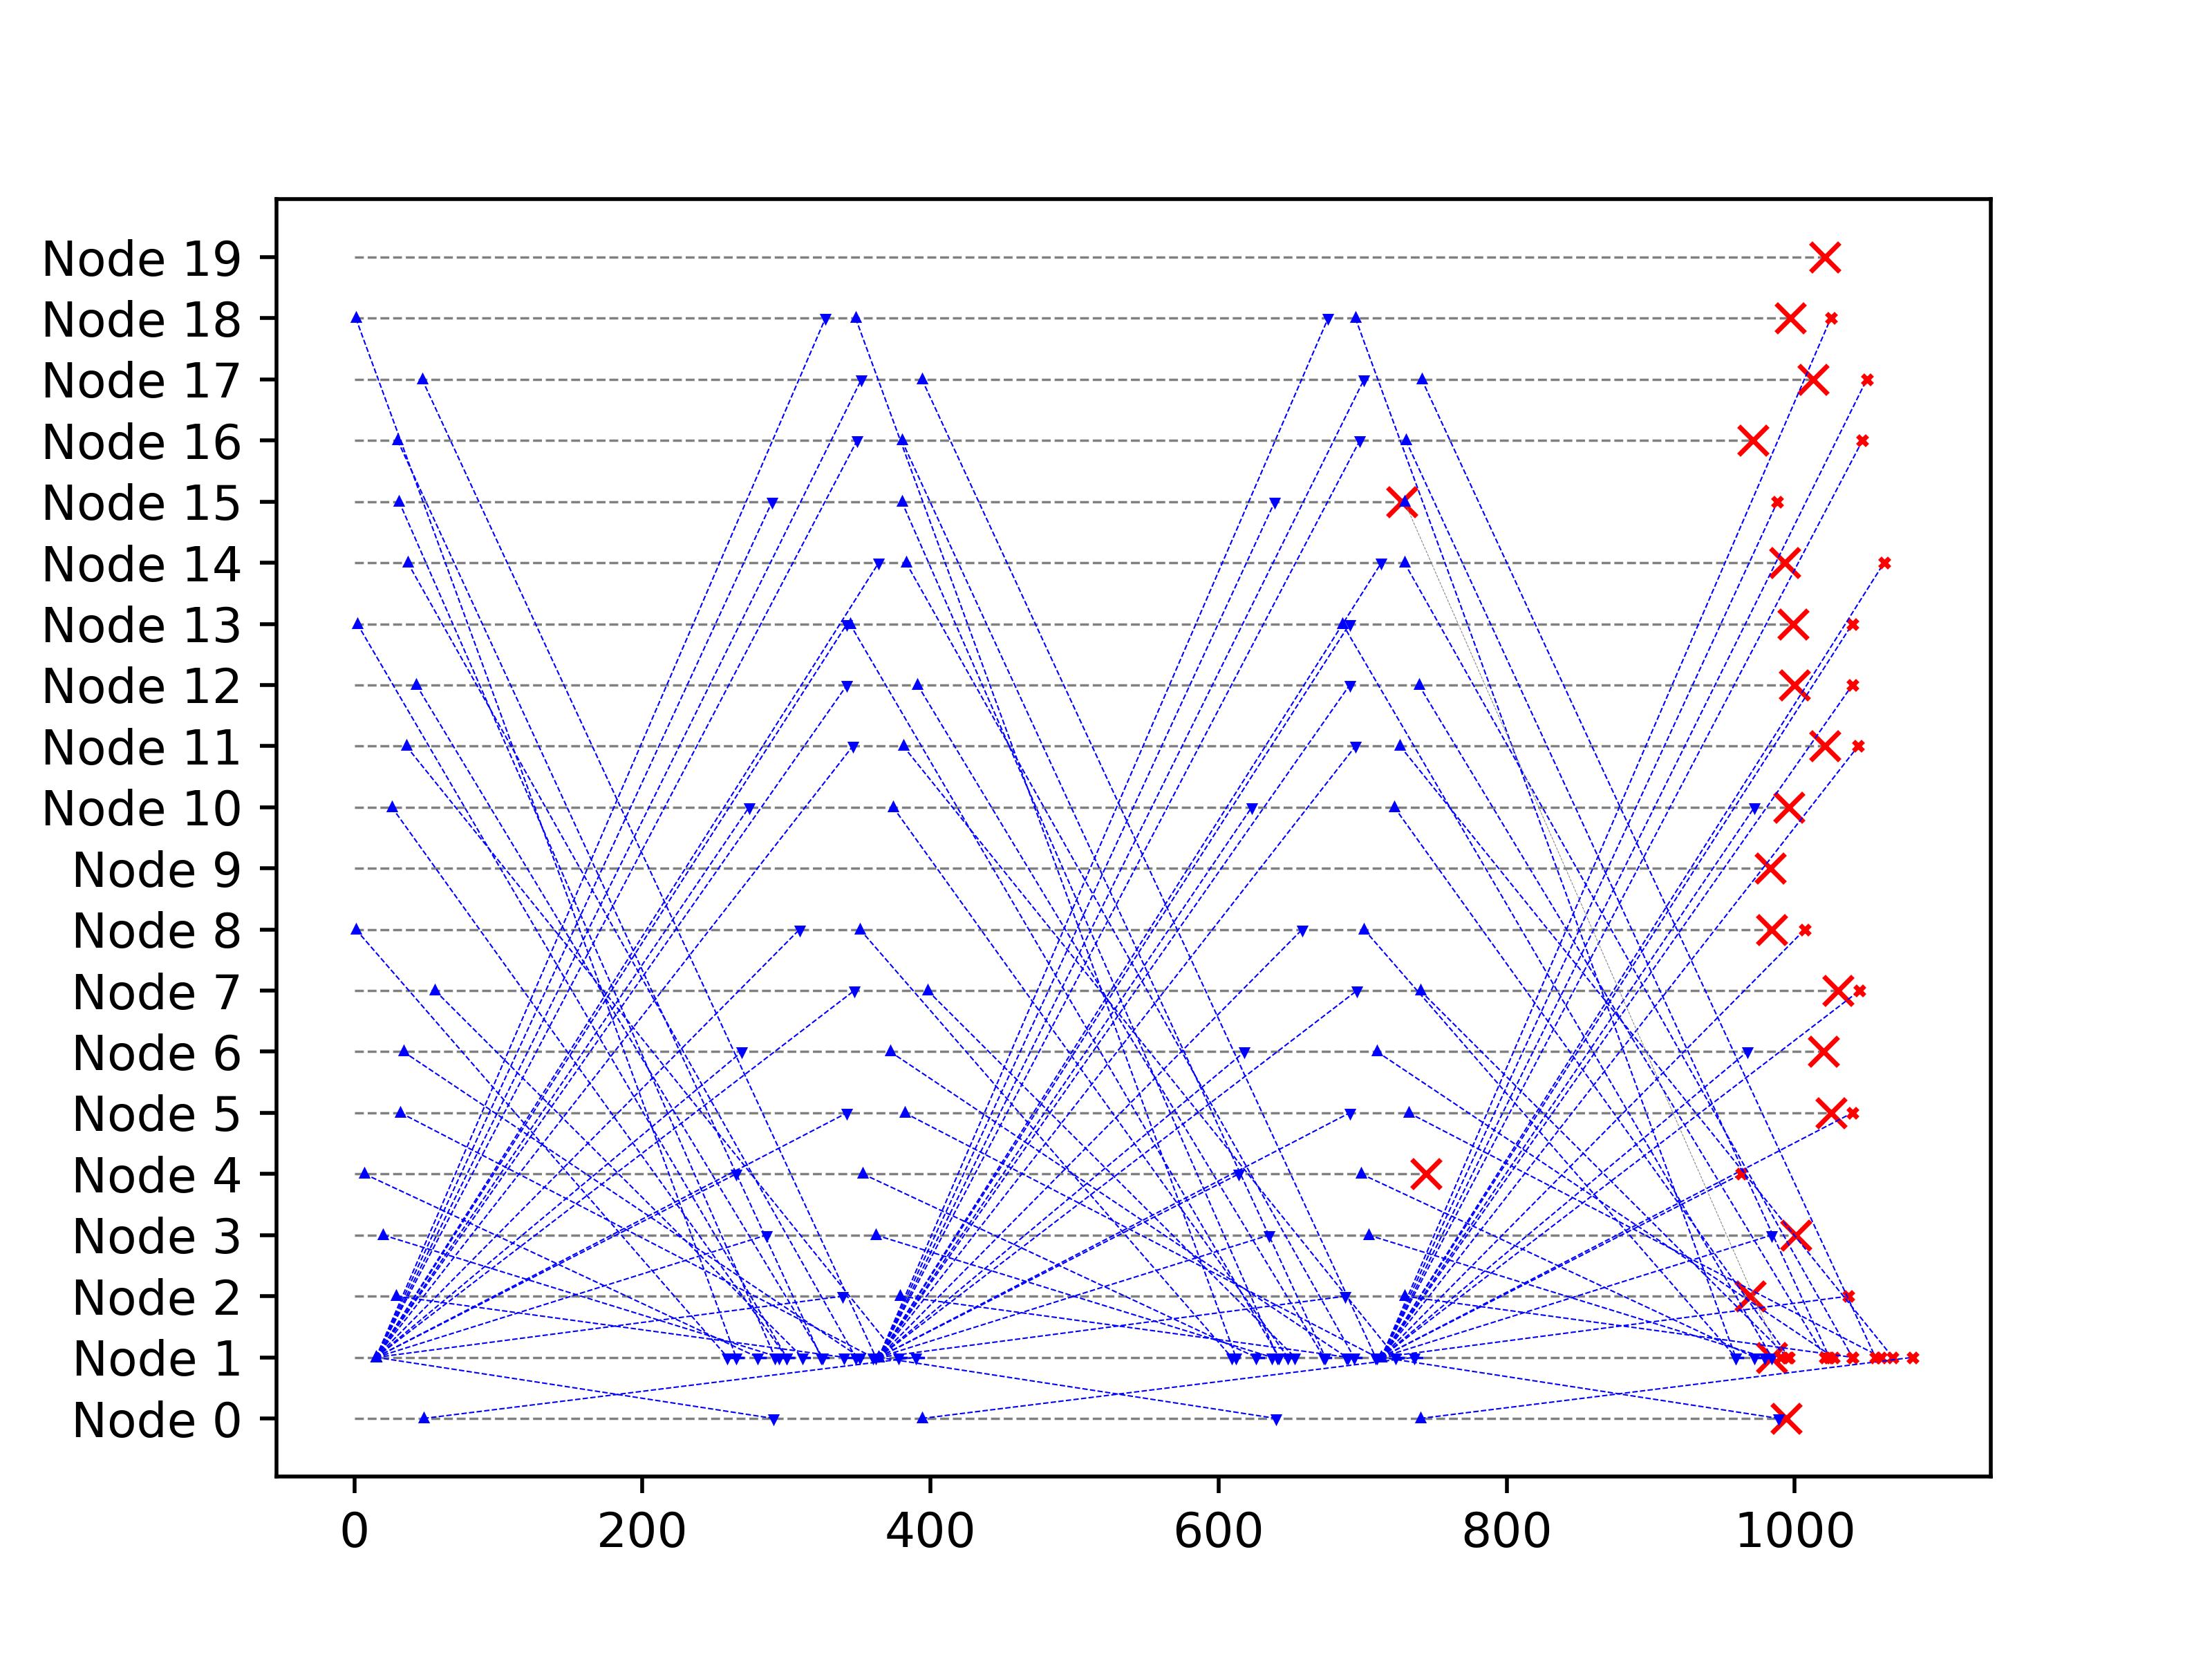 Node 19
Node 18
Node 17
Node 16
Node 15
Node 14
Node 13
Node 12
Node 11
Node 10
Node 9
Node 8
Node 7
Node 6
Node 5
Node 4
Node 3
Node 2
Node 1
Node 0
0 200 400 600 800 1000